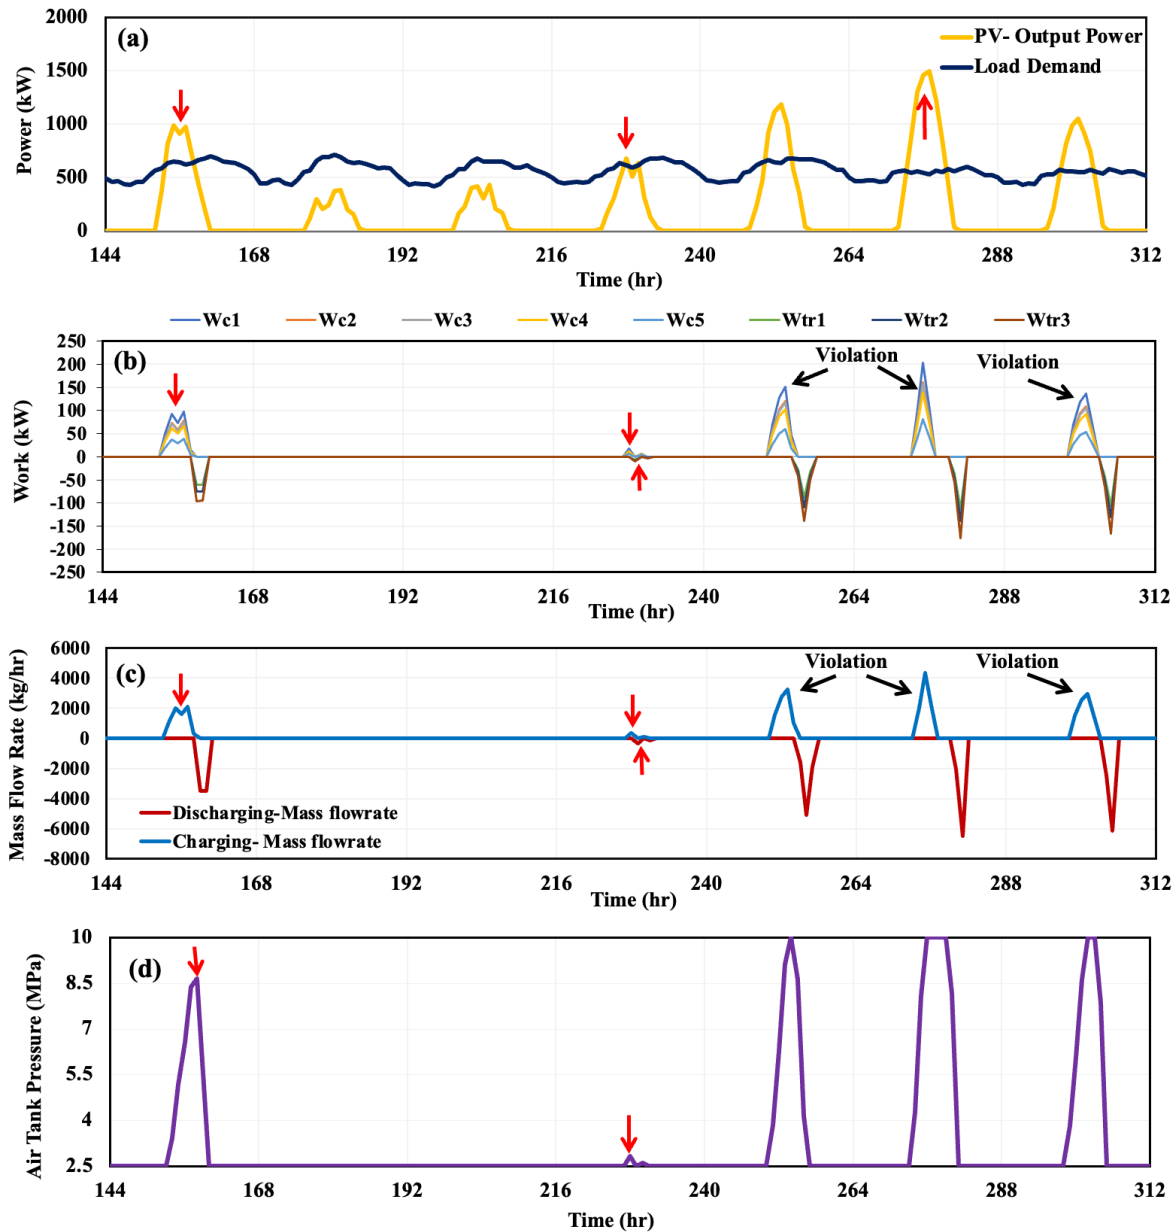 (a)
PV- Output Power
Load Demand
Power (kW)
2000
1500
1000
500
0
144 168 192 216 240 264 288 312
Time (hr)
Wc1 Wc2 Wc3 Wc4 Wc5 Wtr1 Wtr2 Wtr3
(b)
Violation
Violation
Work (kW)
250
200
150
100
50
0
-50
-100
-150
-200
-250
144 168 192 216 240 264 288 312
Time (hr)
(c)
Violation
Violation
Mass Flow Rate (kg/hr)
6000
4000
2000
0
-2000
-4000
-6000
-8000
Discharging-Mass flowrate
Charging- Mass flowrate
144 168 192 216 240 264 288 312
Time (hr)
(d)
Air Tank Pressure (MPa)
10
8.5
7
5.5
4
2.5
144 168 192 216 240 264 288 312
Time (hr)